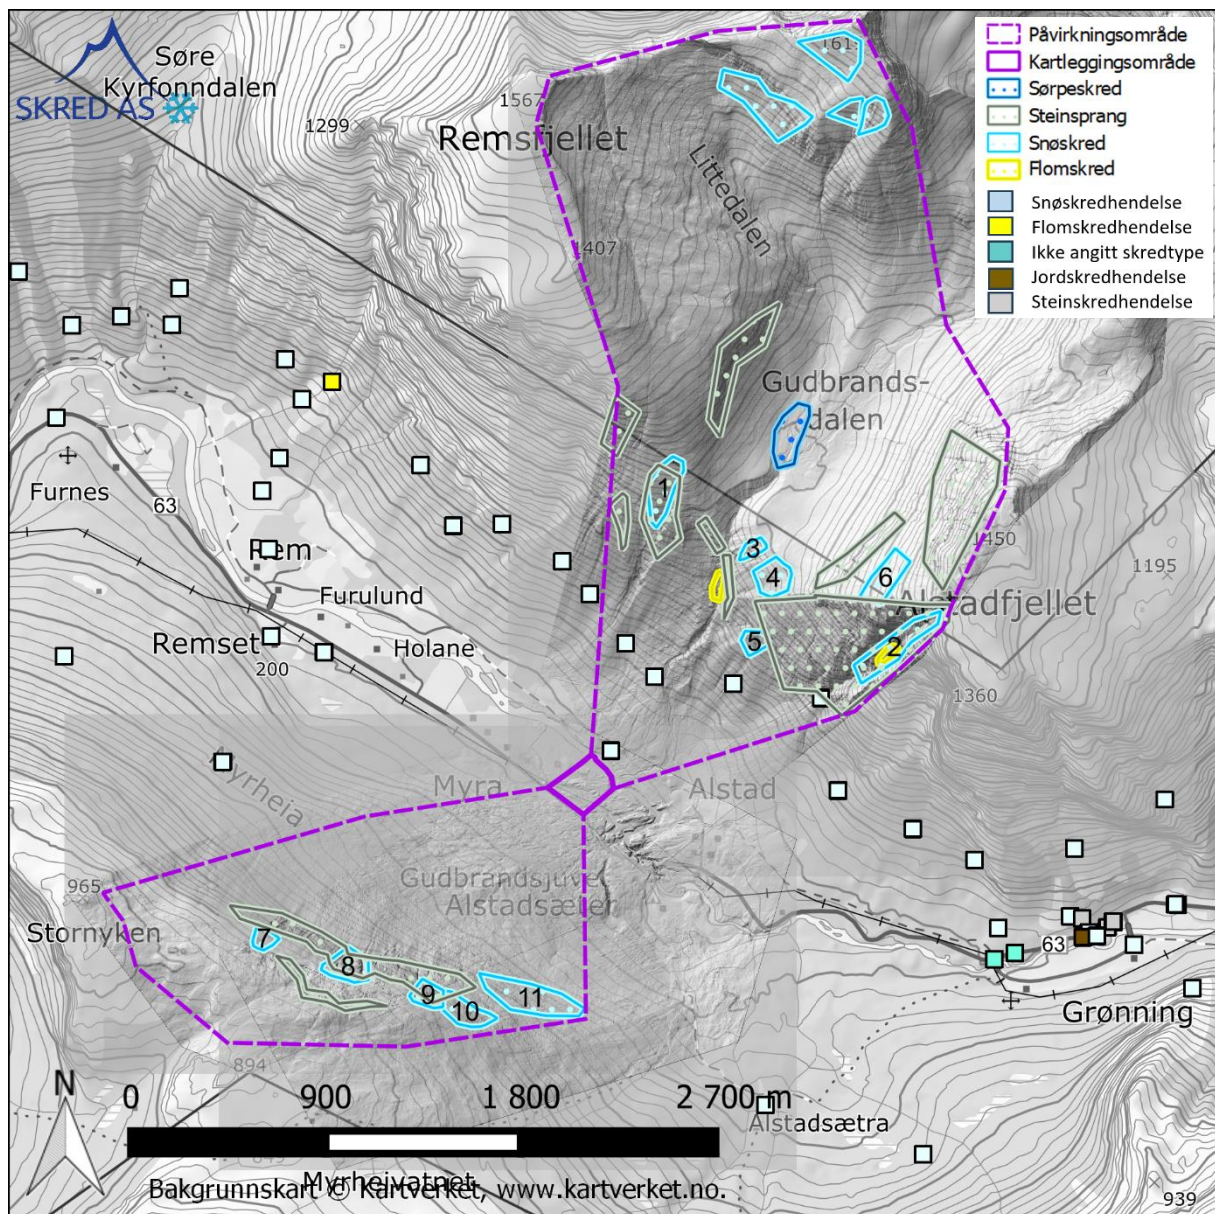 Søre
Kyrfonndalen
SKRED AS
1299
1567
Remsfjellet
Littedalen
161
1407
Påvirkningsområde
Kartleggingsområde
Sørpeskred
Steinsprang
Snøskred
Flomskred
Snøskredhendelse
Flomskredhendelse
Ikke angitt skredtype
Jordskredhendelse
Steinskredhendelse
Gudbrands-
dalen
Furnes
63
Rem
Furulund
Remset
200
Holane
1
3
4
5
6
2
1450
1195
Alstadfjellet
1360
Myrheia
Myra
Alstad
Gudbrandsjuvet
Alstadsæter
965
Stornyken
7
8
9
10
11
894
63
Grønning
N
0
900
1 800
2 700 m
Alstadsætra
849
Myrheivatnet
Bakgrunnskart © Kartverket, www.kartverket.no.
939